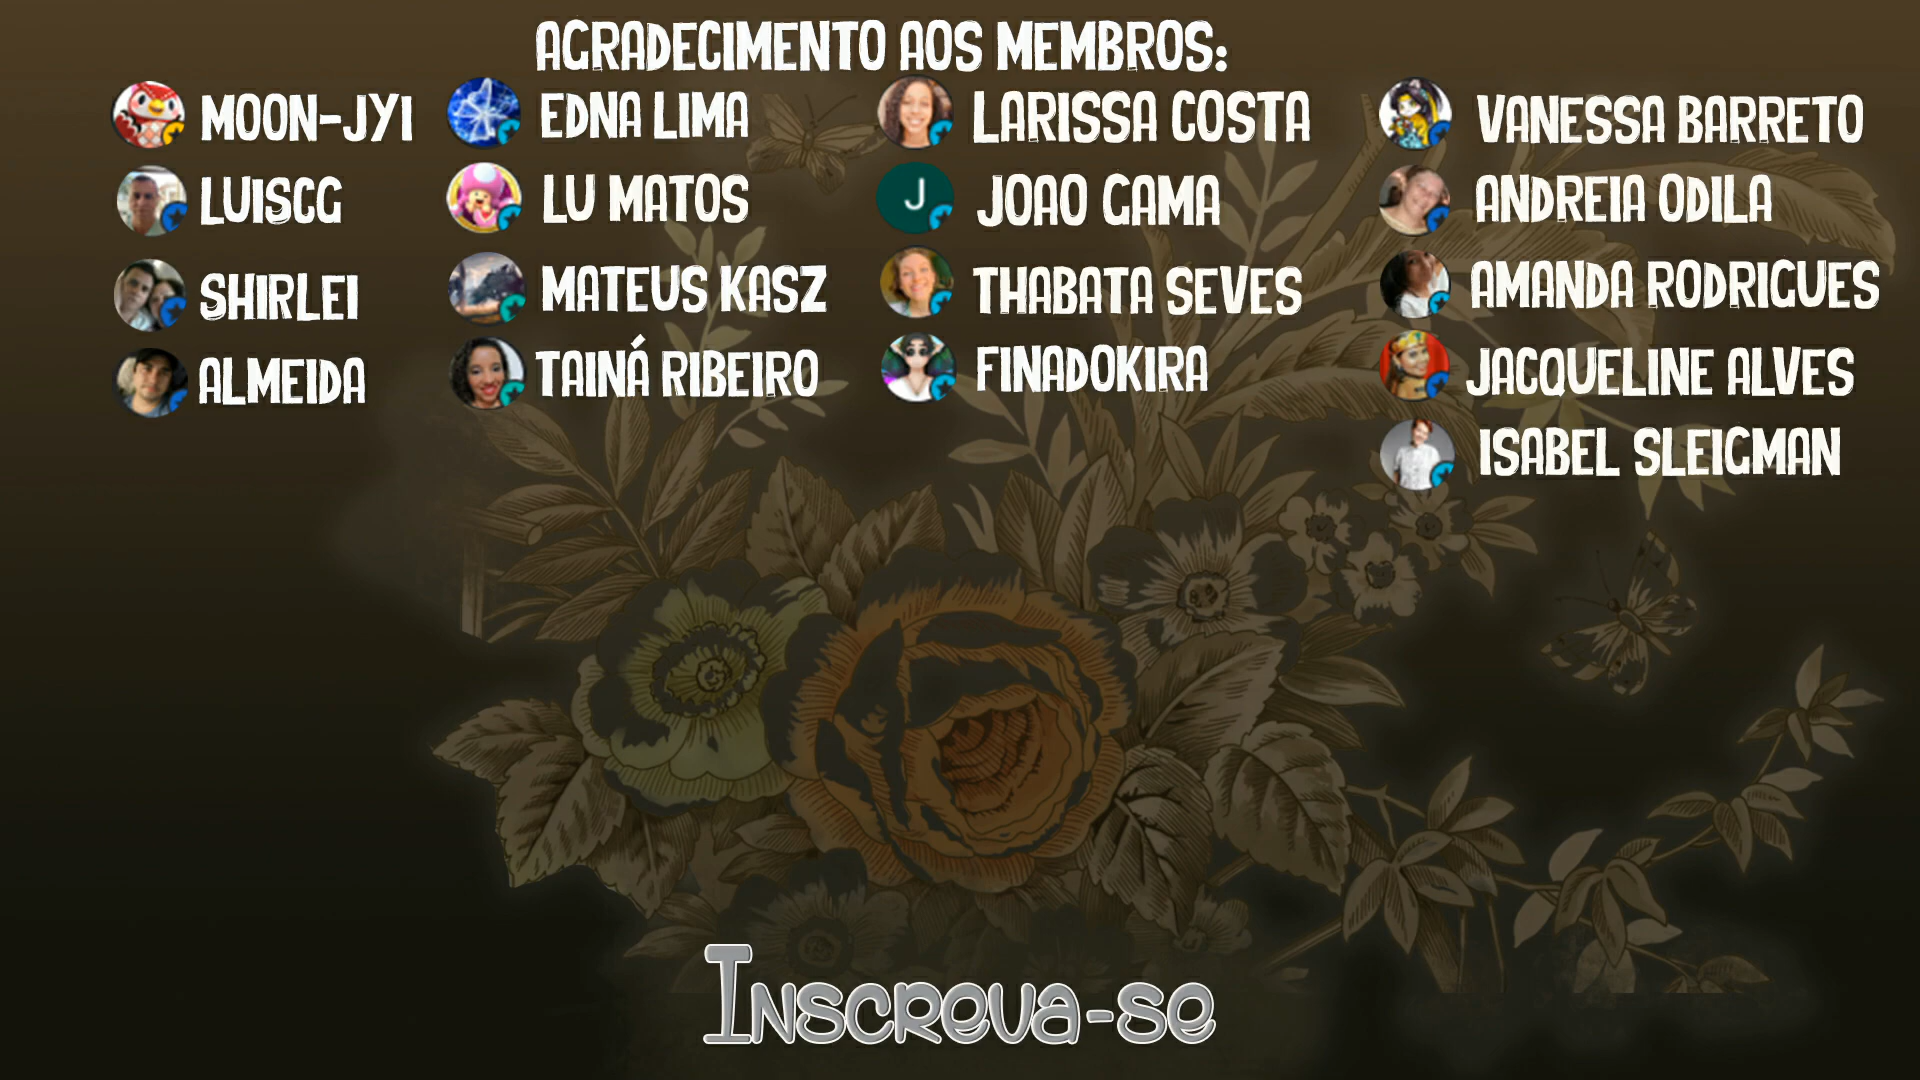 AGRADECIMENTO AOS MEMBROS:
MOON-JYI
LUISCG
SHIRLEI
ALMEIDA
EDNA LIMA
LU MATOS
MATEUS KASZ
TAINÁ RIBEIRO
LARISSA COSTA
J
JOAO GAMA
THABATA SEVES
FINADOKIRA
VANESSA BARRETO
ANDREIA ODILA
AMANDA RODRIGUES
JACQUELINE ALVES
ISABEL SLEIGMAN
Inscreva-se